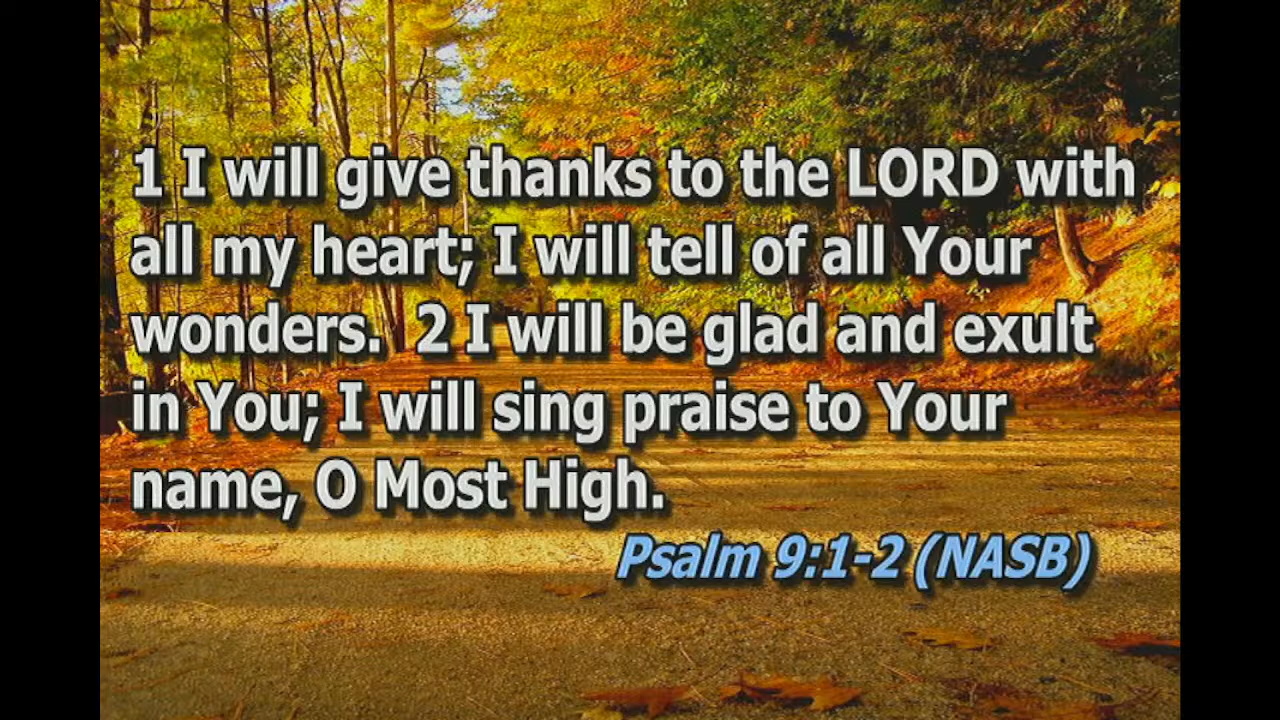 1 I will give thanks to the LORD with
all my heart; I will tell of all Your
wonders.  2 I will be glad and exult
in You; I will sing praise to Your
name, O Most High.
Psalm 9:1-2 (NASB)